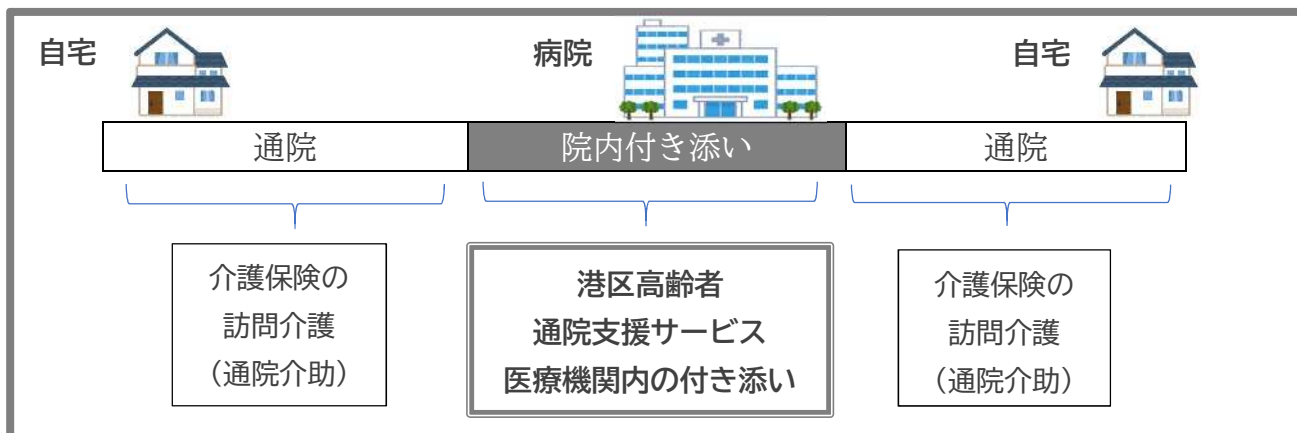 自宅
病院
自宅
通院
院内付き添い
通院
介護保険の
訪問介護
（通院介助）
港区高齢者
通院支援サービス
医療機関内の付き添い
介護保険の
訪問介護
（通院介助）